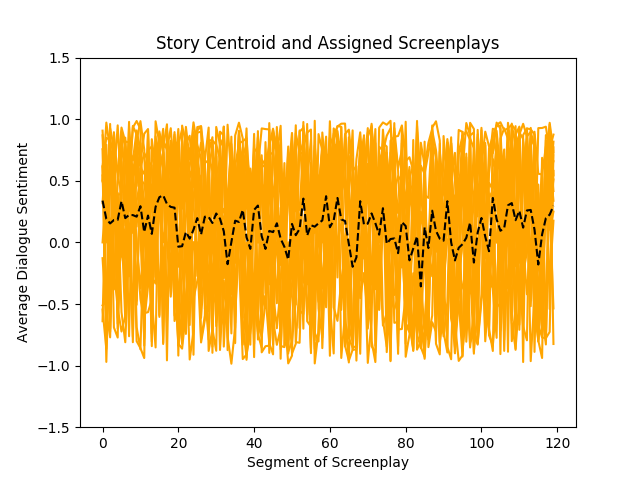 Story Centroid and Assigned Screenplays
1.5
1.0
0.5
0.0
−0.5
−1.0
−1.5
Average Dialogue Sentiment
0 20 40 60 80 100 120
Segment of Screenplay